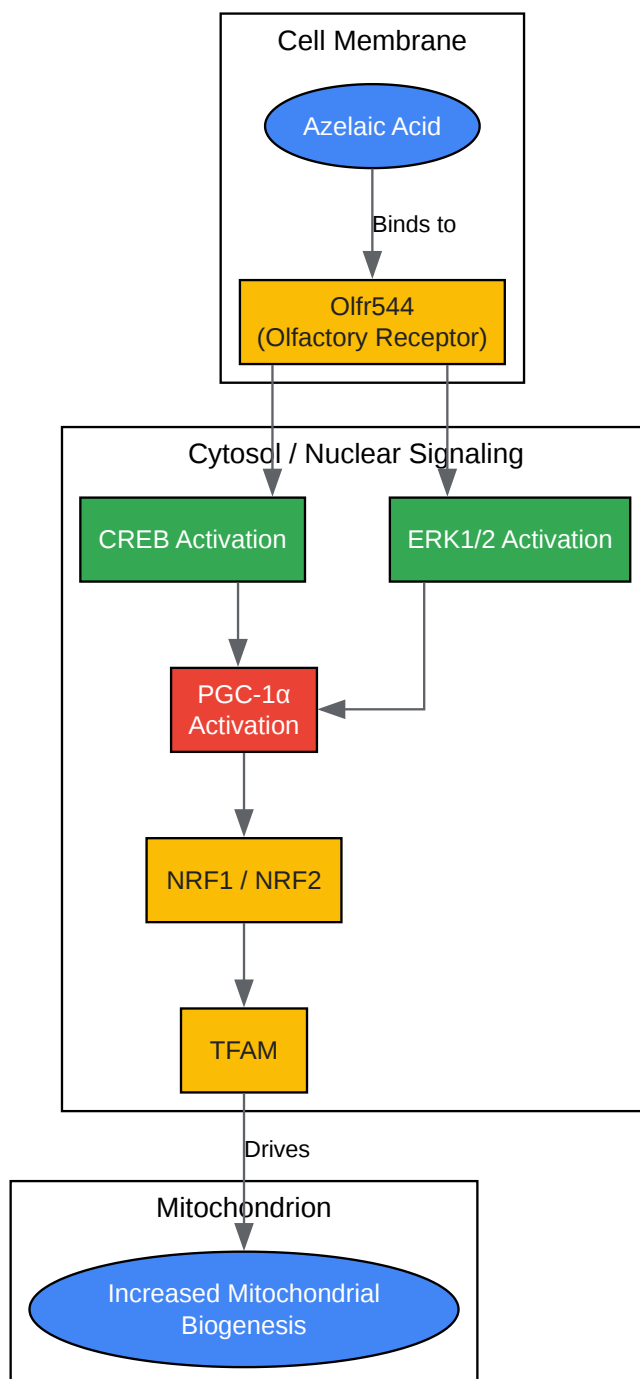 Cell Membrane
Azelaic Acid
Binds to
Olfr544
(Olfactory Receptor)
Cytosol / Nuclear Signaling
CREB Activation
ERK1/2 Activation
PGC-1α
Activation
NRF1 / NRF2
TFAM
Drives
Mitochondrion
Increased Mitochondrial
Biogenesis